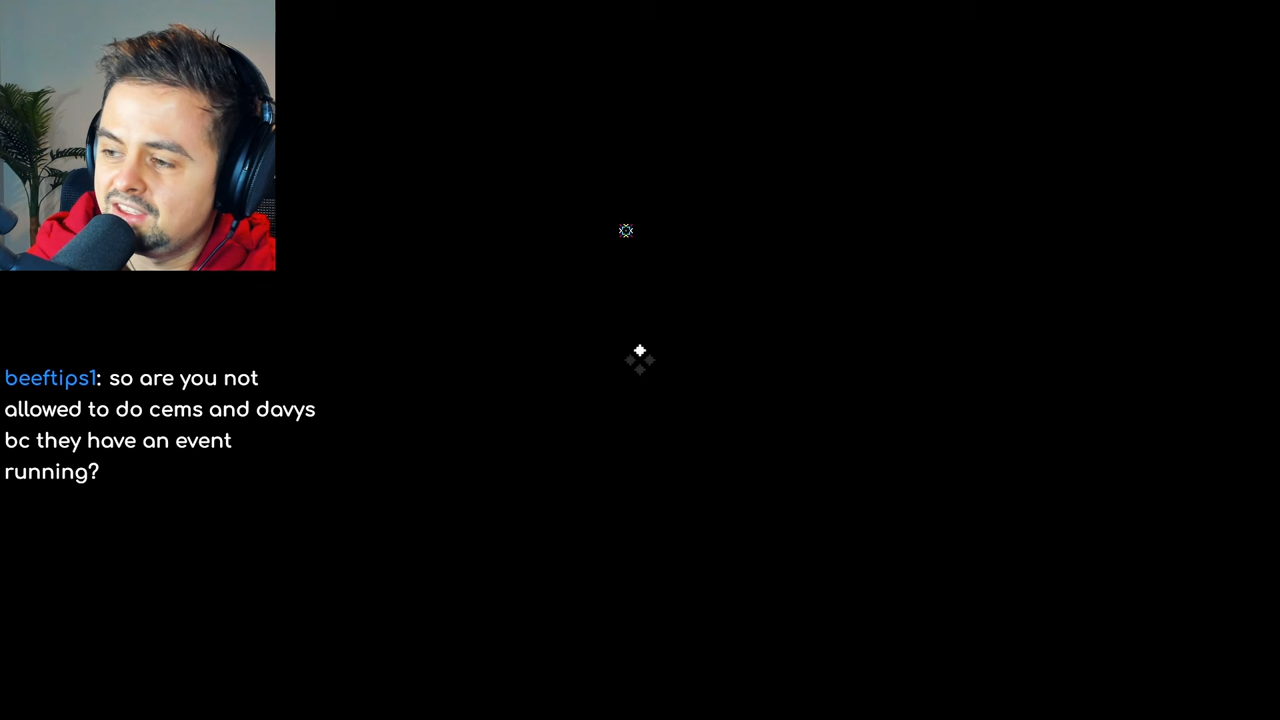 beeftips1: so are you not
allowed to do cems and davys
bc they have an event
running?